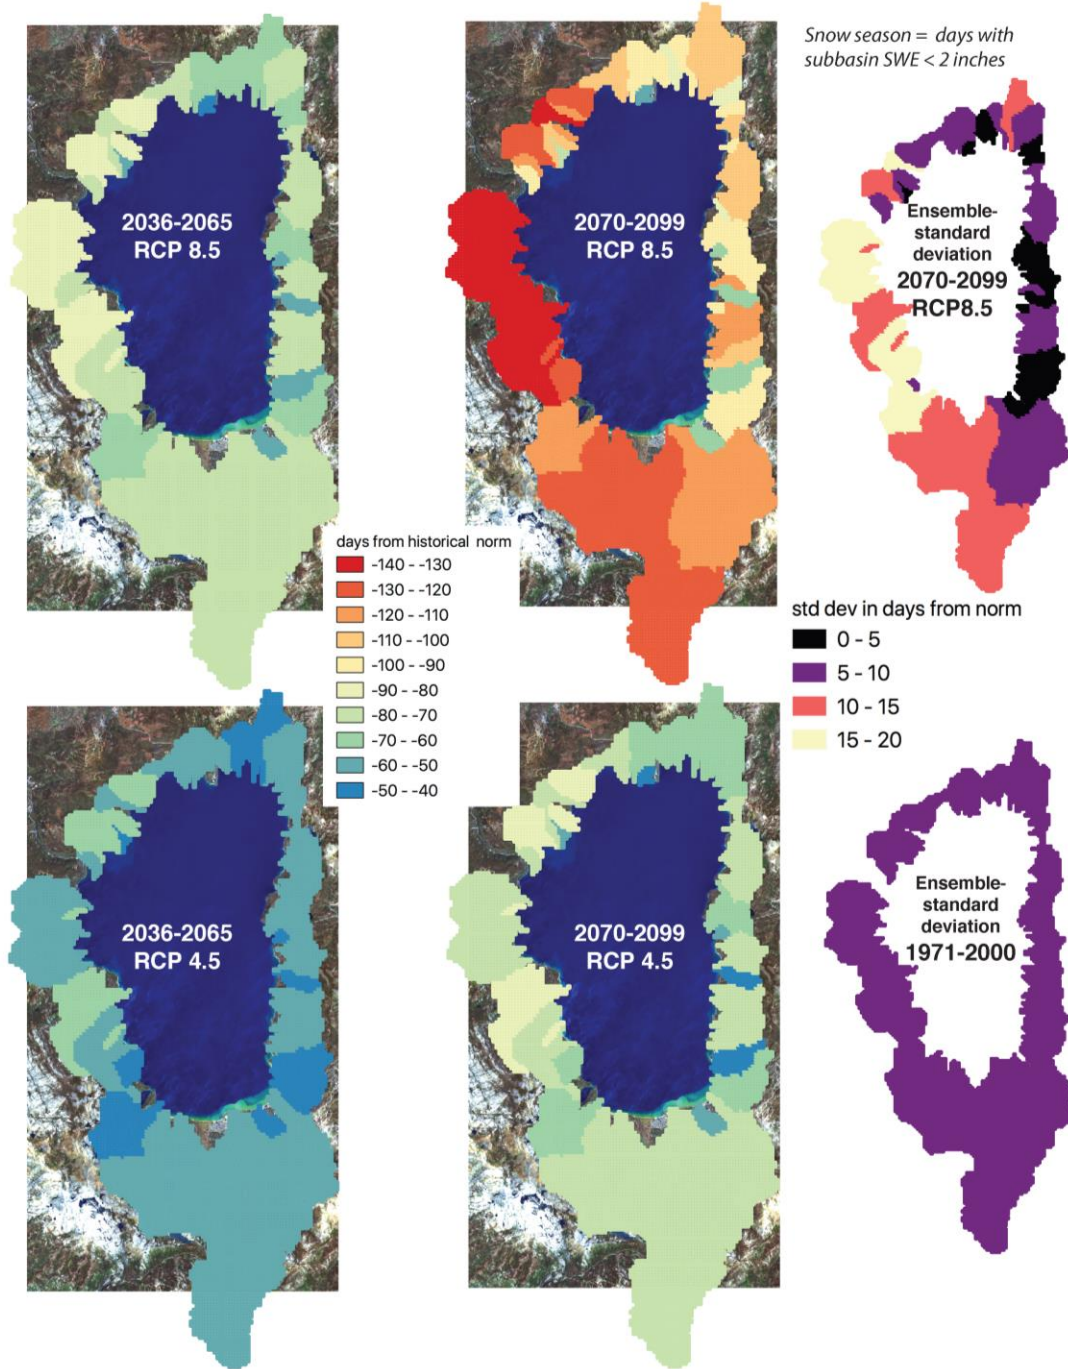 Snow season = days with
subbasin SWE < 2 inches
2036-2065
RCP 8.5
2070-2099
RCP 8.5
Ensemble-
standard
deviation
2070-2099
RCP8.5
days from historical norm
-140 - -130
-130 - -120
-120 - -110
-110 - -100
-100 - -90
-90 - -80
-80 - -70
-70 - -60
-60 - -50
-50 - -40
std dev in days from norm
0 - 5
5 - 10
10 - 15
15 - 20
2036-2065
RCP 4.5
2070-2099
RCP 4.5
Ensemble-
standard
deviation
1971-2000